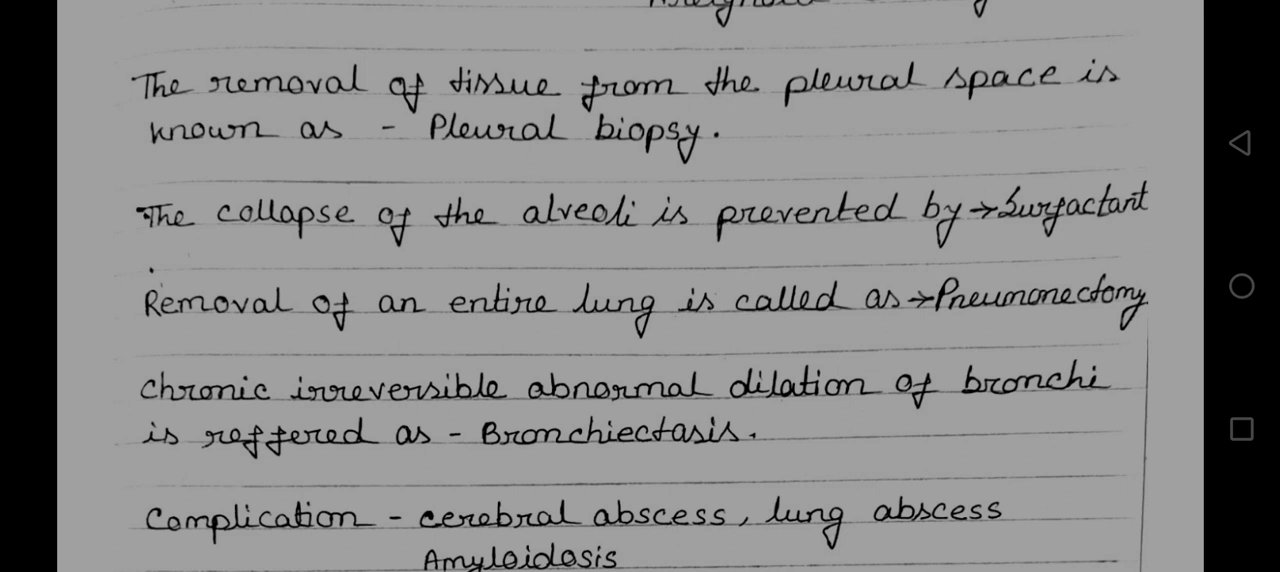 The removal of tissue from the pleural space is
known as - Pleural biopsy.
The collapse of the alveoli is prevented by → Surfactant
Removal of an entire lung is called as → Pneumonectomy
Chronic irreversible abnormal dilation of bronchi
is reffered as - Bronchiectasis.
Complication - cerebral abscess, lung abscess
Amyloidosis